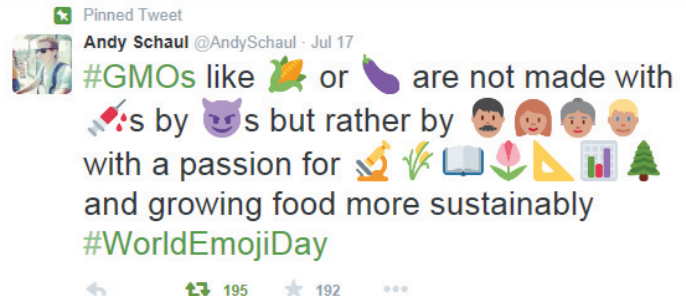 Pinned Tweet
Andy Schaul @AndySchaul · Jul 17
#GMOs like 🌽 or 🍆 are not made with
💉s by 😈s but rather by 👨🏽👩🏽👵🏽👱🏼
with a passion for 🔬🌾📖🌷📐📊🌲
and growing food more sustainably
#WorldEmojiDay
195 192